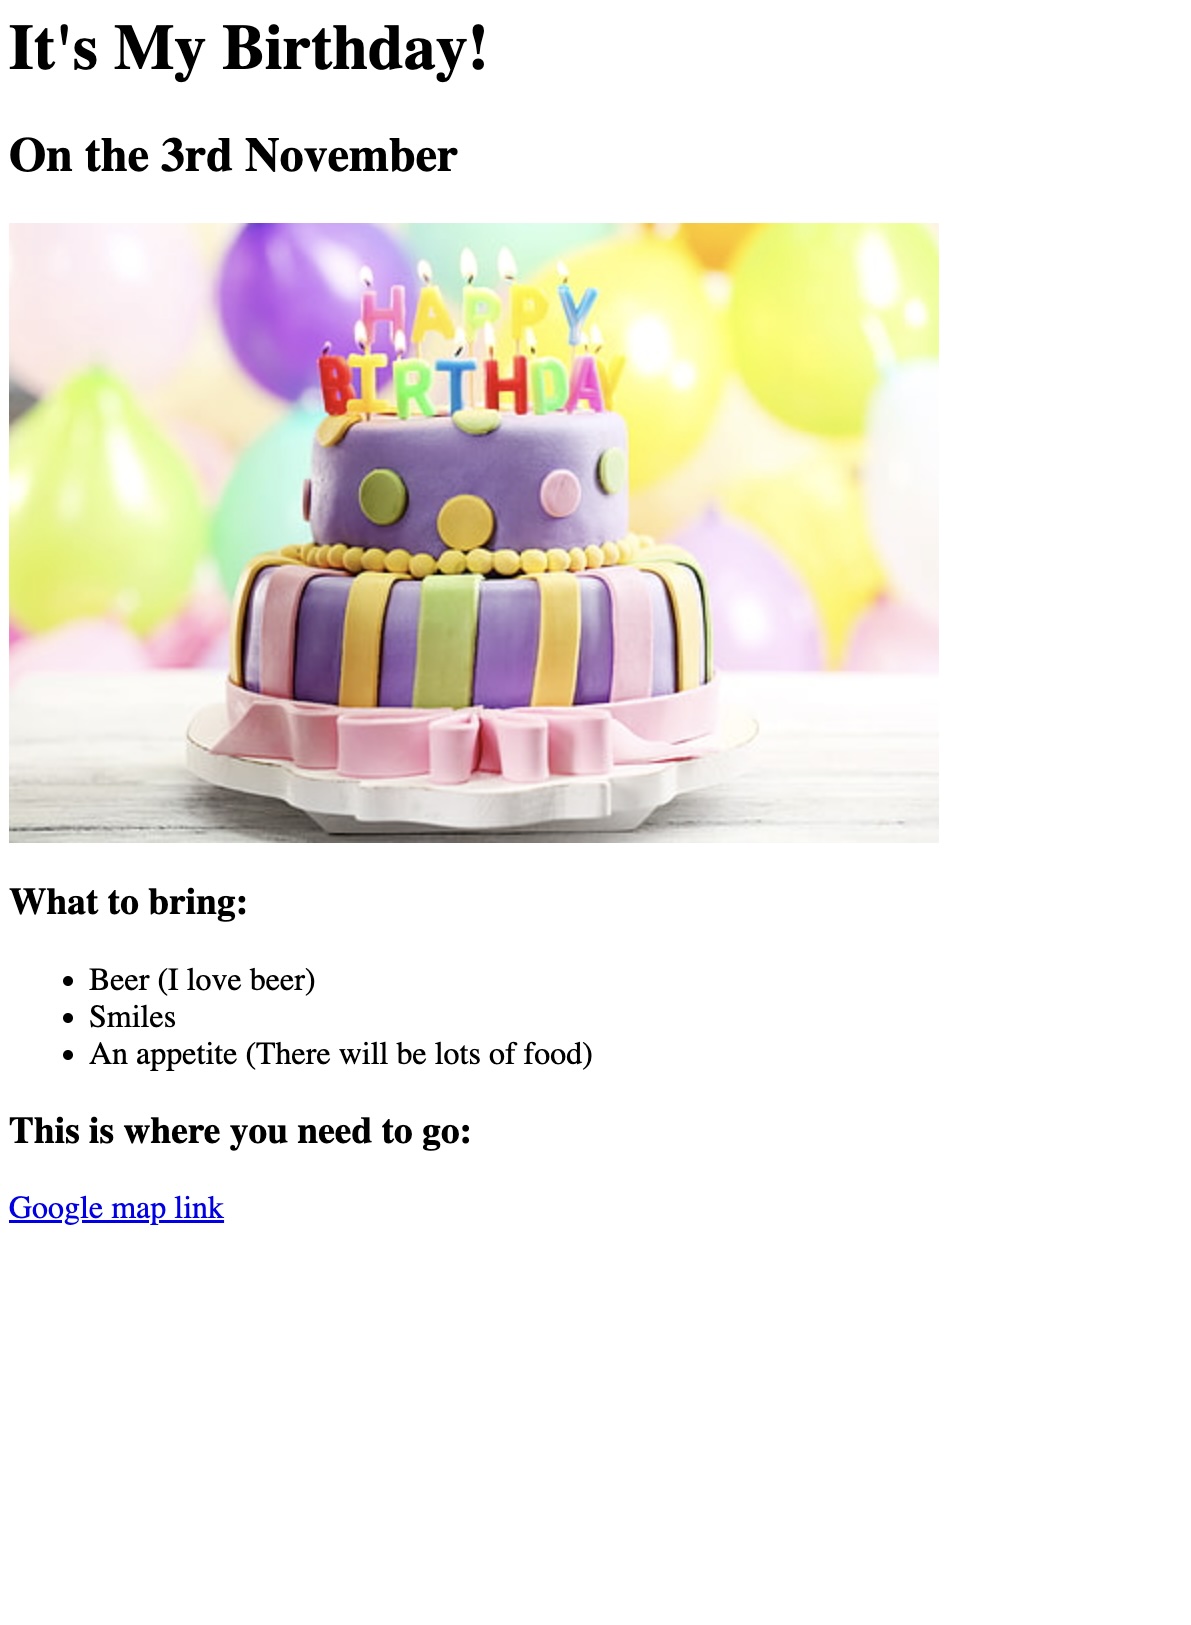 It's My Birthday!
On the 3rd November
HAPPY
BIRTHDAY
What to bring:
Beer (I love beer)
Smiles
An appetite (There will be lots of food)
This is where you need to go:
Google map link